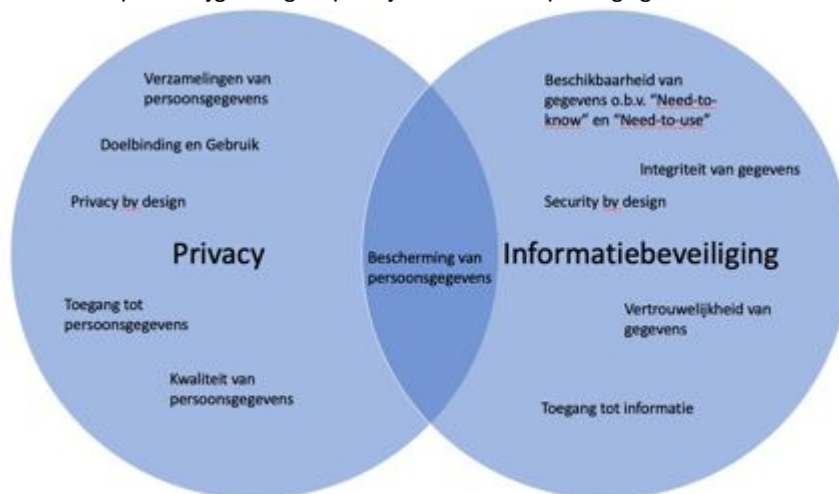 Verzamelingen van
persoonsgegevens
Doelbinding en Gebruik
Privacy by design
Privacy
Toegang tot
persoonsgegevens
Kwaliteit van
persoonsgegevens
Bescherming van
persoonsgegevens
Beschikbaarheid van
gegevens o.b.v. “Need-to-
know” en “Need-to-use”
Integriteit van gegevens
Security by design
Informatiebeveiliging
Vertrouwelijkheid van
gegevens
Toegang tot informatie